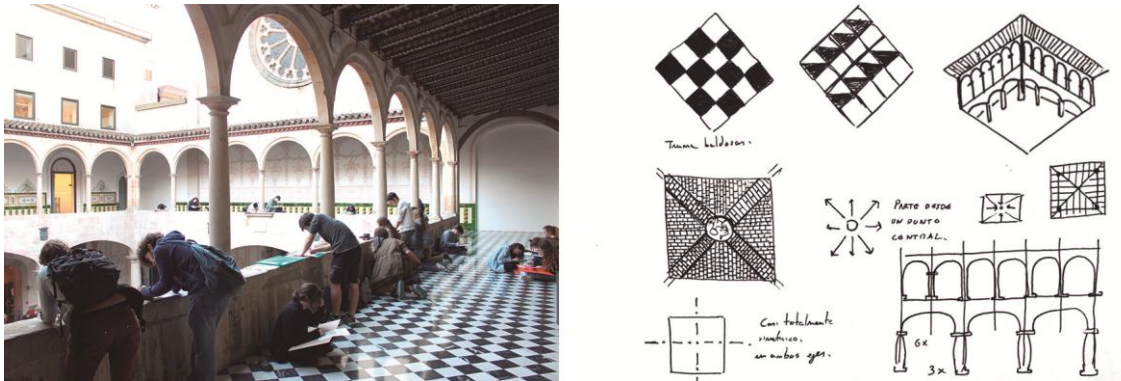 Trama baldosas.
PARTE DESDE
UN PUNTO
CENTRAL.
Casi totalmente
simétrico,
en ambos ejes.
6x
3x